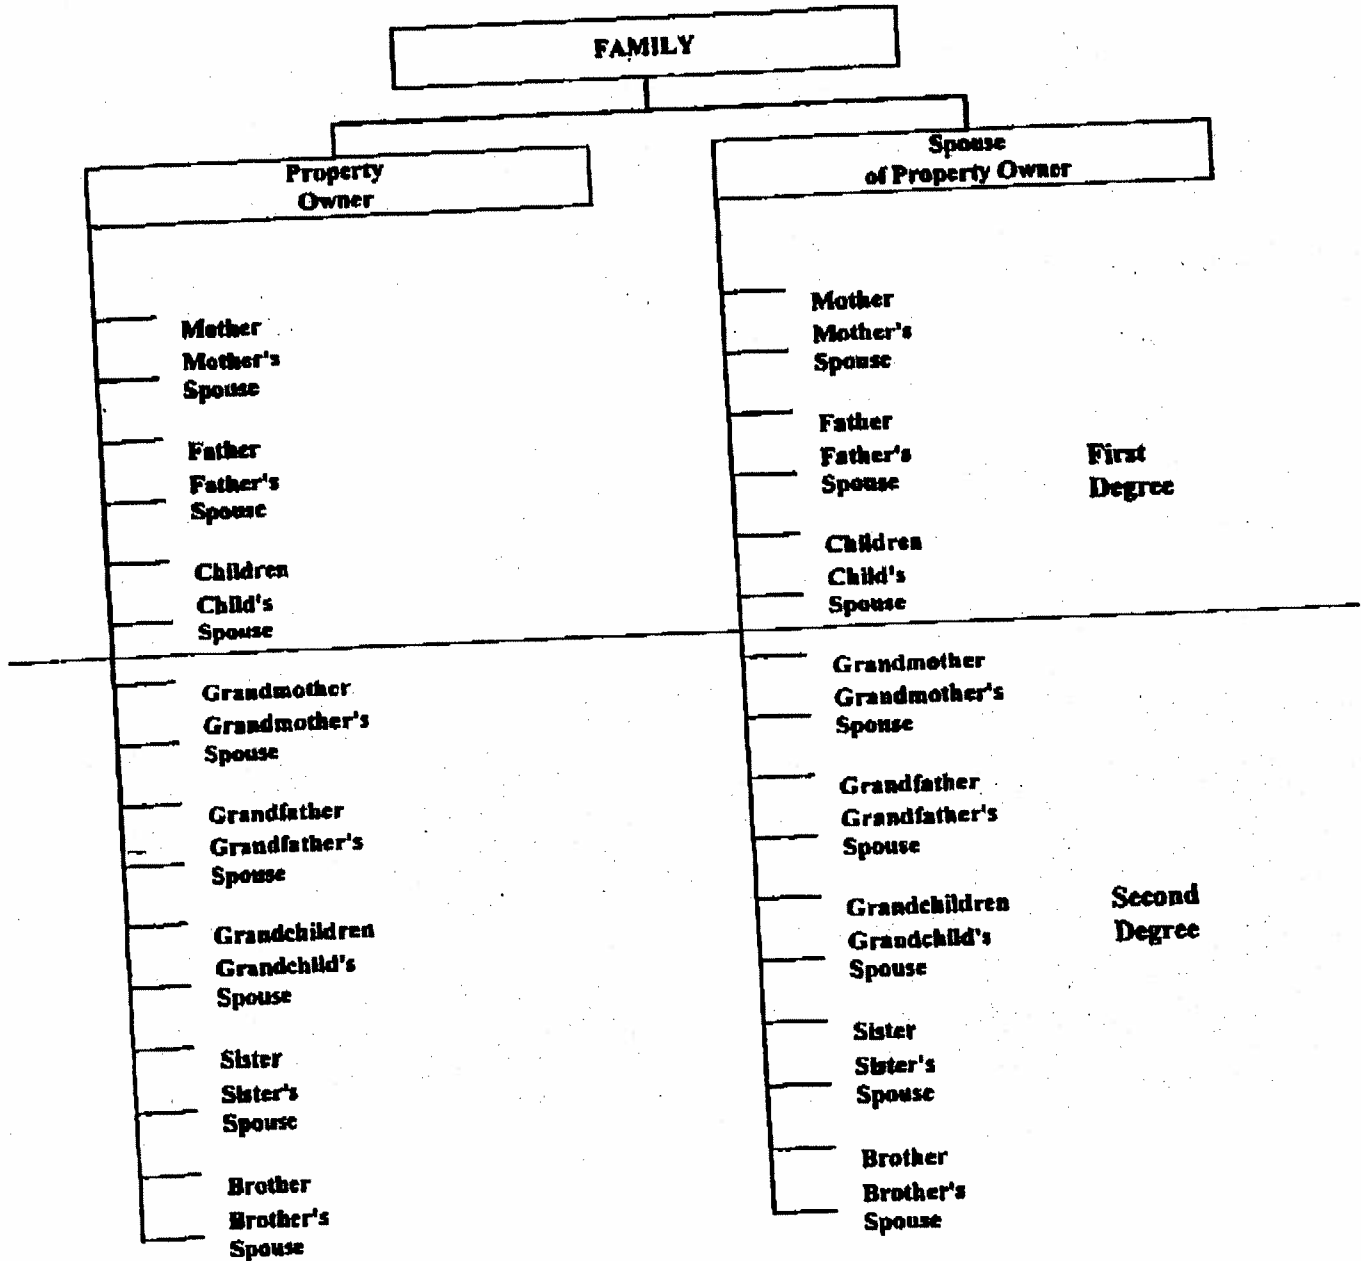 FAMILY
Property
Owner
Mother
Mother's
Spouse
Father
Father's
Spouse
Children
Child's
Spouse
Grandmother
Grandmother's
Spouse
Grandfather
Grandfather's
Spouse
Grandchildren
Grandchild's
Spouse
Sister
Sister's
Spouse
Brother
Brother's
Spouse
Spouse
of Property Owner
Mother
Mother's
Spouse
Father
Father's
Spouse
Children
Child's
Spouse
Grandmother
Grandmother's
Spouse
Grandfather
Grandfather's
Spouse
Grandchildren
Grandchild's
Spouse
Sister
Sister's
Spouse
Brother
Brother's
Spouse
First
Degree
Second
Degree